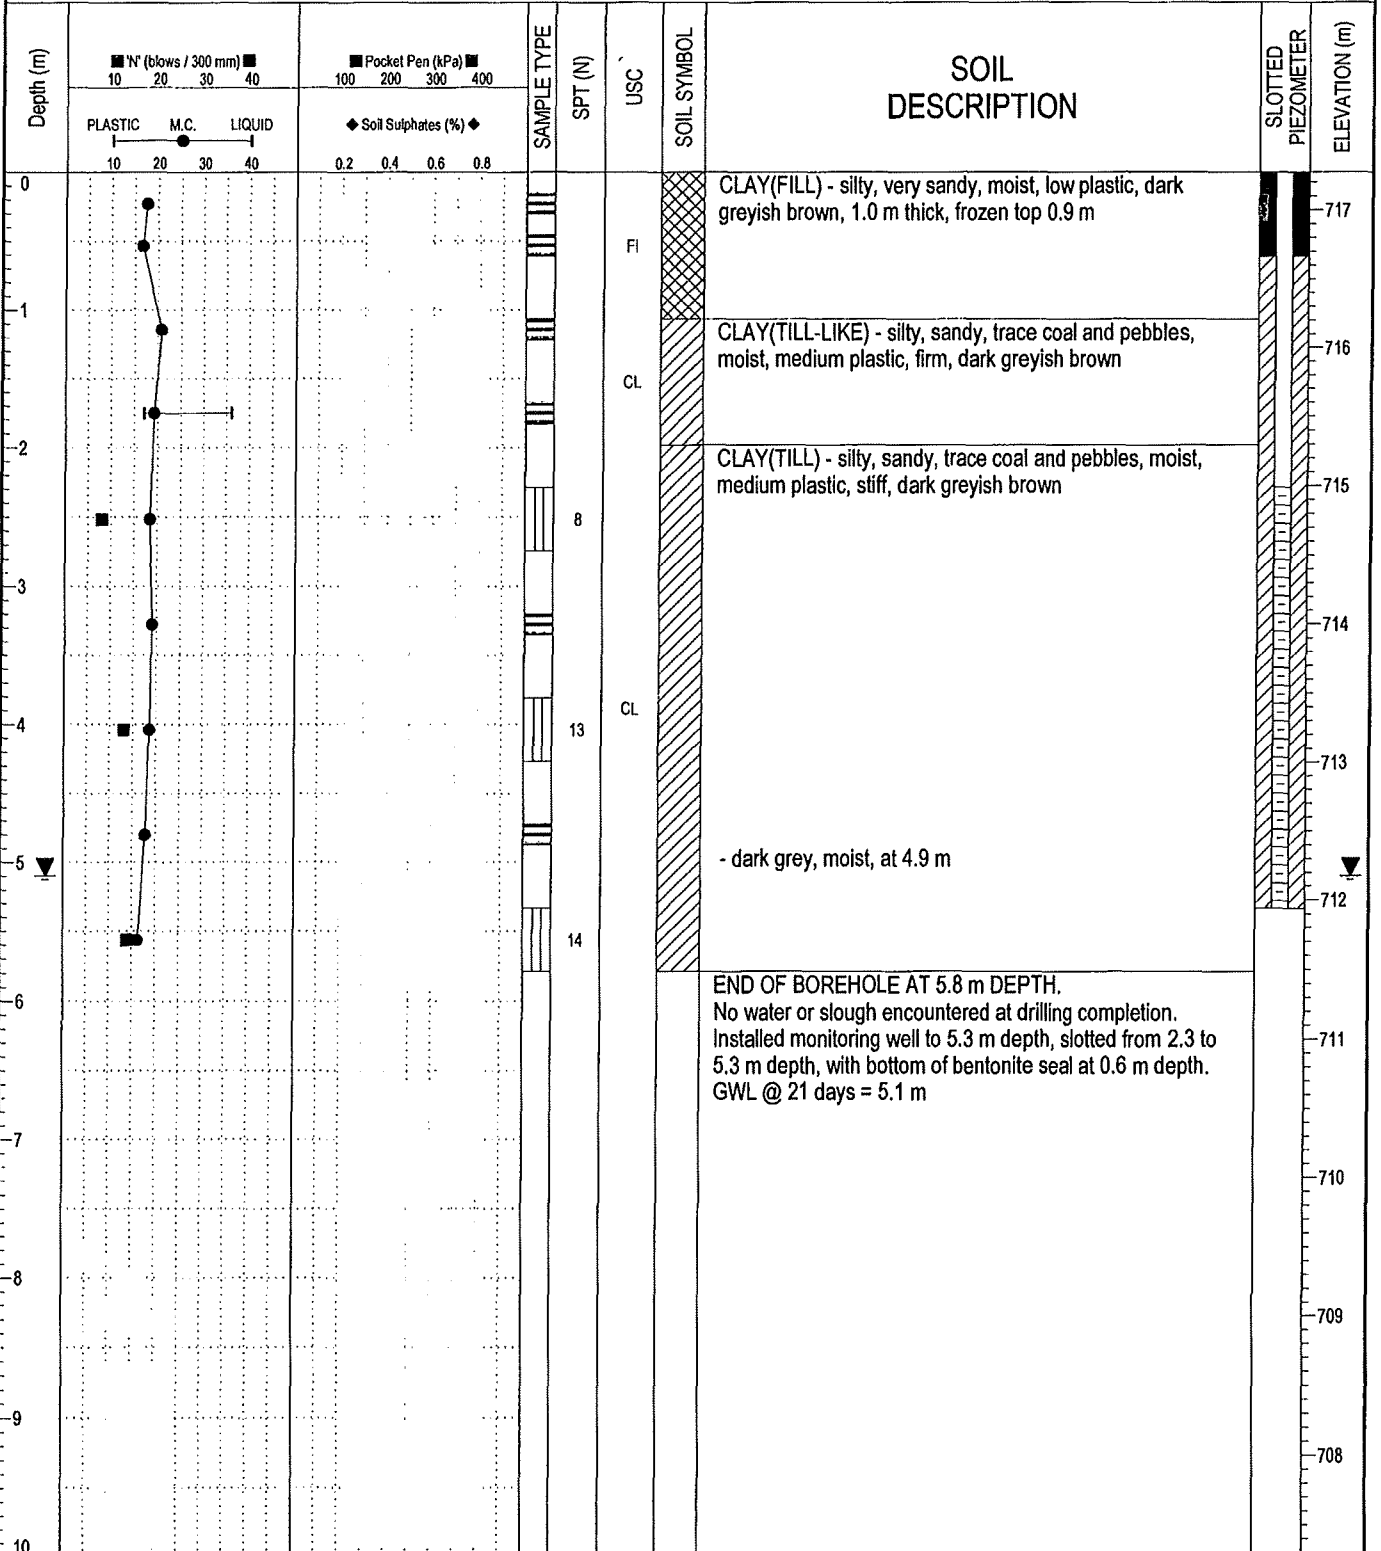 Depth (m)
'N' (blows / 300 mm)
10 20 30 40
PLASTIC M.C. LIQUID
10 20 30 40
Pocket Pen (kPa)
100 200 300 400
Soil Sulphates (%)
0.2 0.4 0.6 0.8
SAMPLE TYPE
SPT (N)
USC
SOIL SYMBOL
SOIL
DESCRIPTION
SLOTTED
PIEZOMETER
ELEVATION (m)
0
CLAY(FILL) - silty, very sandy, moist, low plastic, dark
greyish brown, 1.0 m thick, frozen top 0.9 m
717
FI
1
CLAY(TILL-LIKE) - silty, sandy, trace coal and pebbles,
moist, medium plastic, firm, dark greyish brown
716
CL
2
CLAY(TILL) - silty, sandy, trace coal and pebbles, moist,
medium plastic, stiff, dark greyish brown
715
8
3
714
CL
4
13
713
5
- dark grey, moist, at 4.9 m
712
14
END OF BOREHOLE AT 5.8 m DEPTH.
6
No water or slough encountered at drilling completion.
Installed monitoring well to 5.3 m depth, slotted from 2.3 to
711
5.3 m depth, with bottom of bentonite seal at 0.6 m depth.
GWL @ 21 days = 5.1 m
7
710
8
709
9
708
10